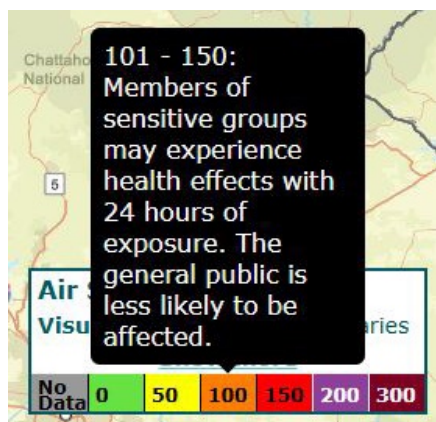 Chattaho
National
101 - 150:
Members of
sensitive groups
may experience
health effects with
24 hours of
exposure. The
general public is
less likely to be
affected.
5
Air
Visu
aries
No
Data 0 50 100 150 200 300